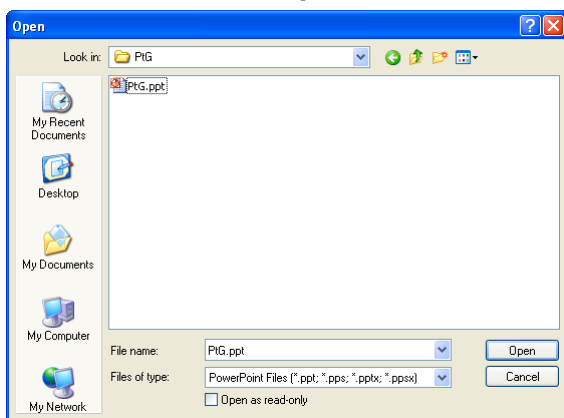 Open
Look in: PtG
PtG.ppt
My Recent
Documents
Desktop
My Documents
My Computer
My Network
File name: PtG.ppt Open
Files of type: PowerPoint Files (*.ppt; *.pps; *.pptx; *.ppsx) Cancel
Open as read-only